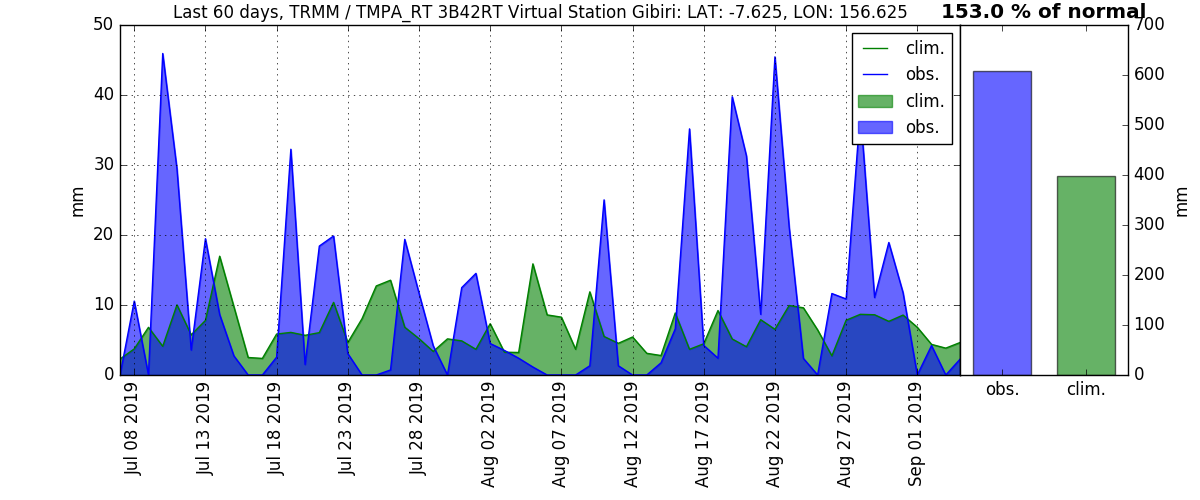 Last 60 days, TRMM / TMPA_RT 3B42RT Virtual Station Gibiri: LAT: -7.625, LON: 156.625
153.0 % of normal
50
40
30
20
10
0
mm
clim.
obs.
clim.
obs.
700
600
500
400
300
200
100
0
mm
obs.
clim.
Jul 08 2019
Jul 13 2019
Jul 18 2019
Jul 23 2019
Jul 28 2019
Aug 02 2019
Aug 07 2019
Aug 12 2019
Aug 17 2019
Aug 22 2019
Aug 27 2019
Sep 01 2019